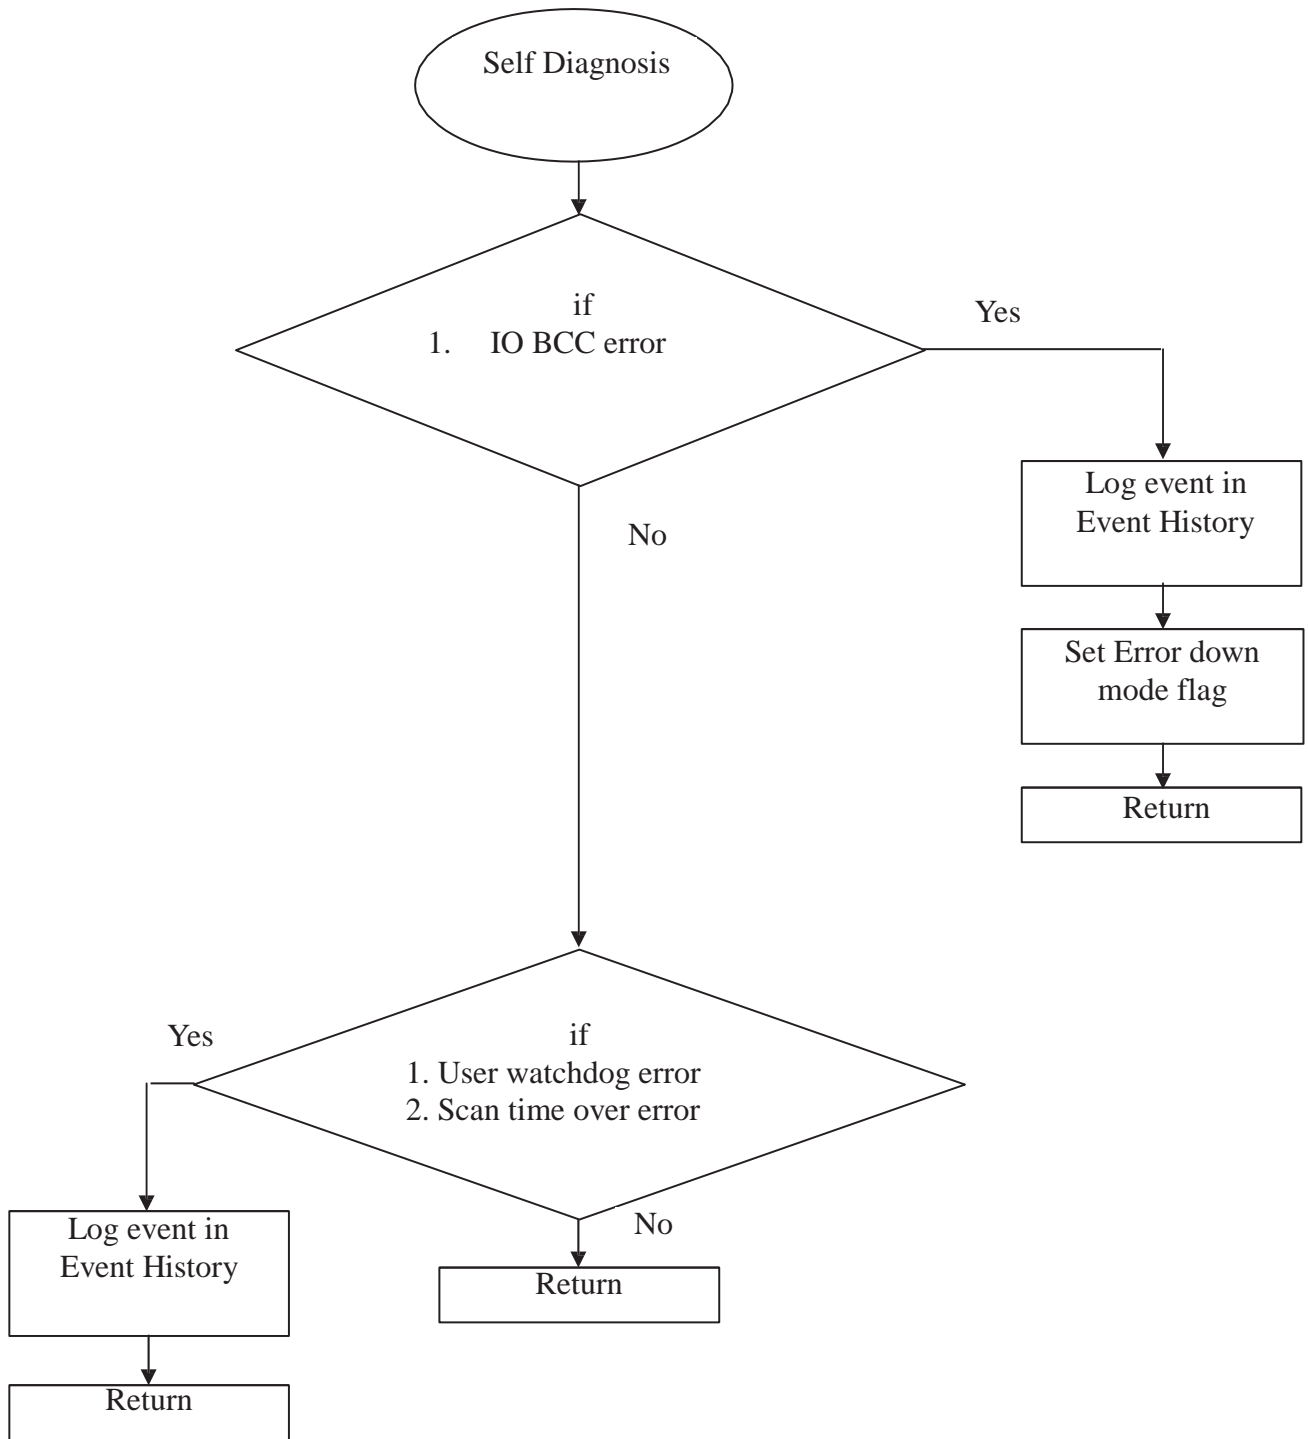 Self Diagnosis
if
1. IO BCC error
Yes
No
Log event in
Event History
Set Error down
mode flag
Return
Yes
if
1. User watchdog error
2. Scan time over error
No
Log event in
Event History
Return
Return